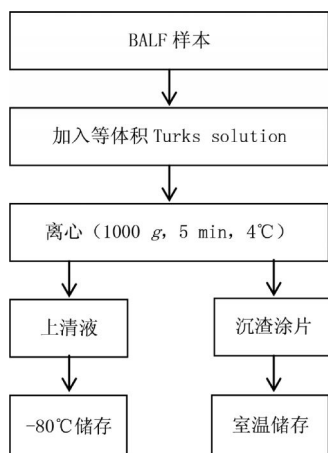 BALF 样本
加入等体积 Turks solution
离心（1000 g，5 min，4℃）
上清液
沉渣涂片
-80℃储存
室温储存